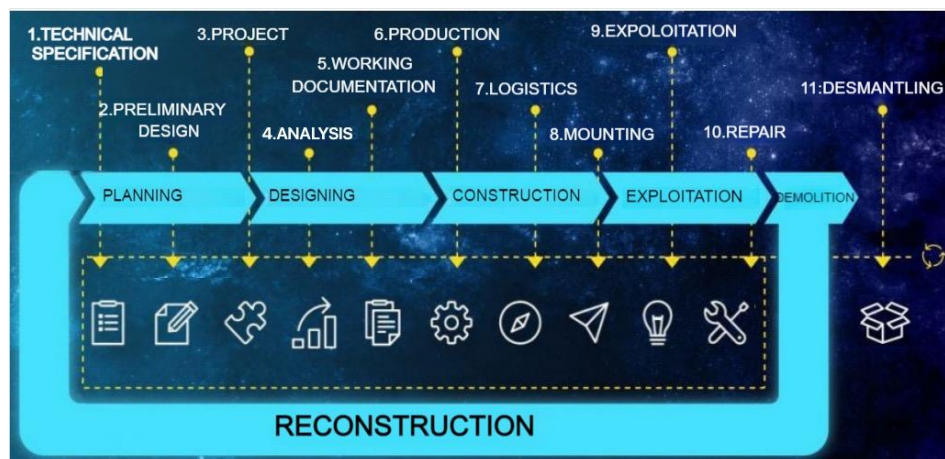 1.TECHNICAL
SPECIFICATION
3.PROJECT
6.PRODUCTION
9.EXPOLOITATION
5.WORKING
DOCUMENTATION
2.PRELIMINARY
DESIGN
4.ANALYSIS
7.LOGISTICS
8.MOUNTING
10.REPAIR
11:DESMANTLING
PLANNING
DESIGNING
CONSTRUCTION
EXPLOITATION
DEMOLITION
RECONSTRUCTION